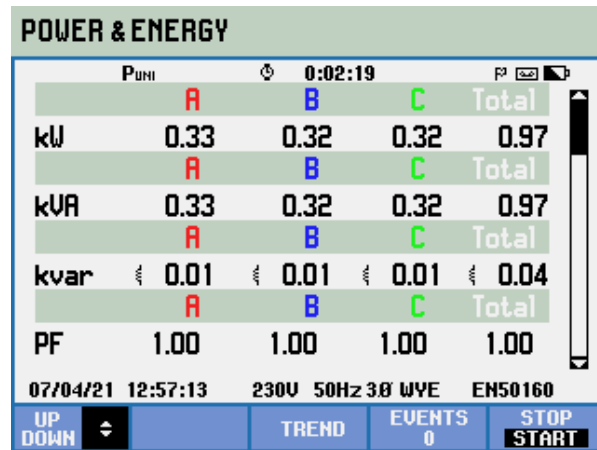 POWER & ENERGY
PUNI 0:02:19
A B C Total
kW 0.33 0.32 0.32 0.97
A B C Total
kVA 0.33 0.32 0.32 0.97
A B C Total
kvar 0.01 0.01 0.01 0.04
A B C Total
PF 1.00 1.00 1.00 1.00
07/04/21 12:57:13 230V 50Hz 3Ø WYE EN50160
UP TREND EVENTS STOP
DOWN 0 START